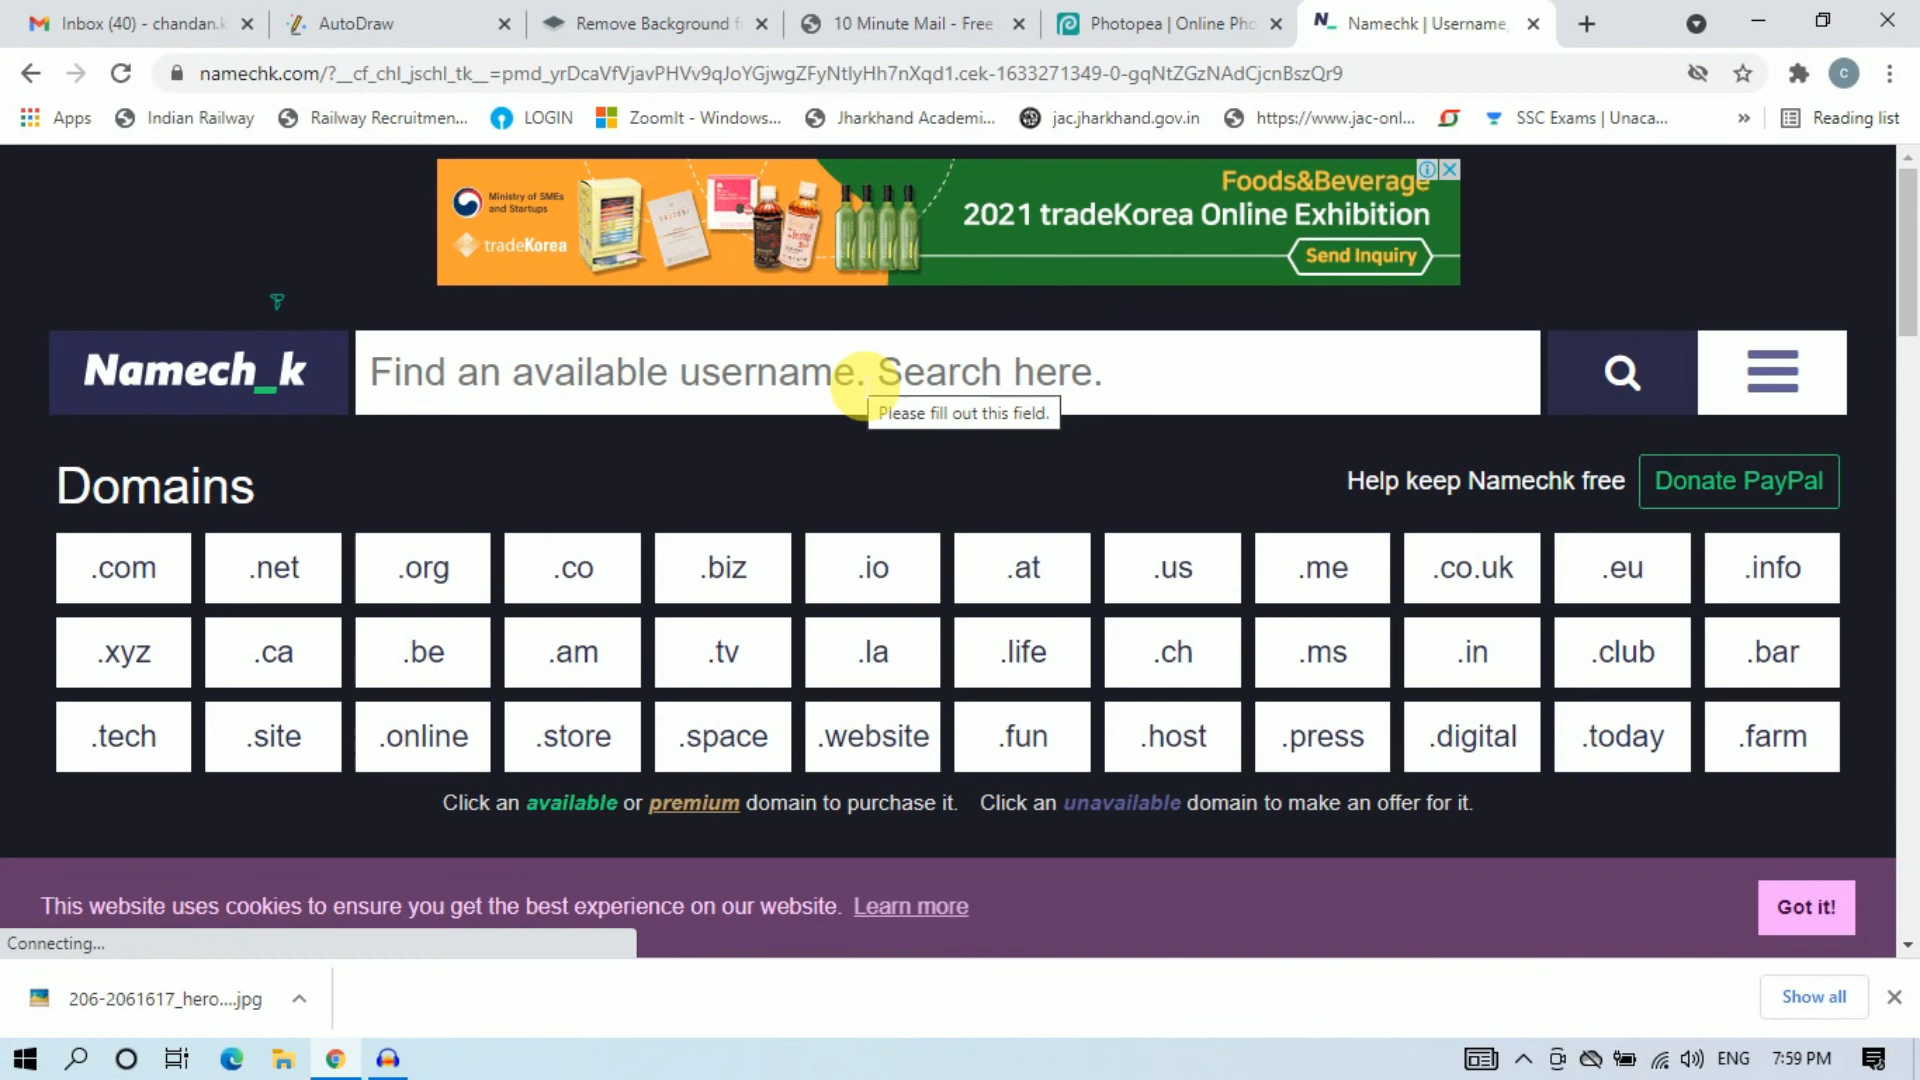 Inbox (40) - chandan.k
AutoDraw
Remove Background f
10 Minute Mail - Free
Photopea | Online Pho
Namechk | Username,
namechk.com/?__cf_chl_jschl_tk__=pmd_yrDcaVfVjavPHVv9qJoYGjwgZFyNtIyHh7nXqd1.cek-1633271349-0-gqNtZGzNAdCjcnBszQr9
Apps
Indian Railway
Railway Recruitmen...
LOGIN
ZoomIt - Windows...
Jharkhand Academi...
jac.jharkhand.gov.in
https://www.jac-onl...
SSC Exams | Unaca...
»
Reading list
Ministry of SMEs
and Startups
tradeKorea
Foods&Beverage
2021 tradeKorea Online Exhibition
Send Inquiry
Namech_k
Find an available username. Search here.
Please fill out this field.
Domains
Help keep Namechk free
Donate PayPal
.com .net .org .co .biz .io .at .us .me .co.uk .eu .info
.xyz .ca .be .am .tv .la .life .ch .ms .in .club .bar
.tech .site .online .store .space .website .fun .host .press .digital .today .farm
Click an available or premium domain to purchase it. Click an unavailable domain to make an offer for it.
This website uses cookies to ensure you get the best experience on our website. Learn more
Got it!
Connecting...
206-2061617_hero....jpg
Show all
ENG
7:59 PM